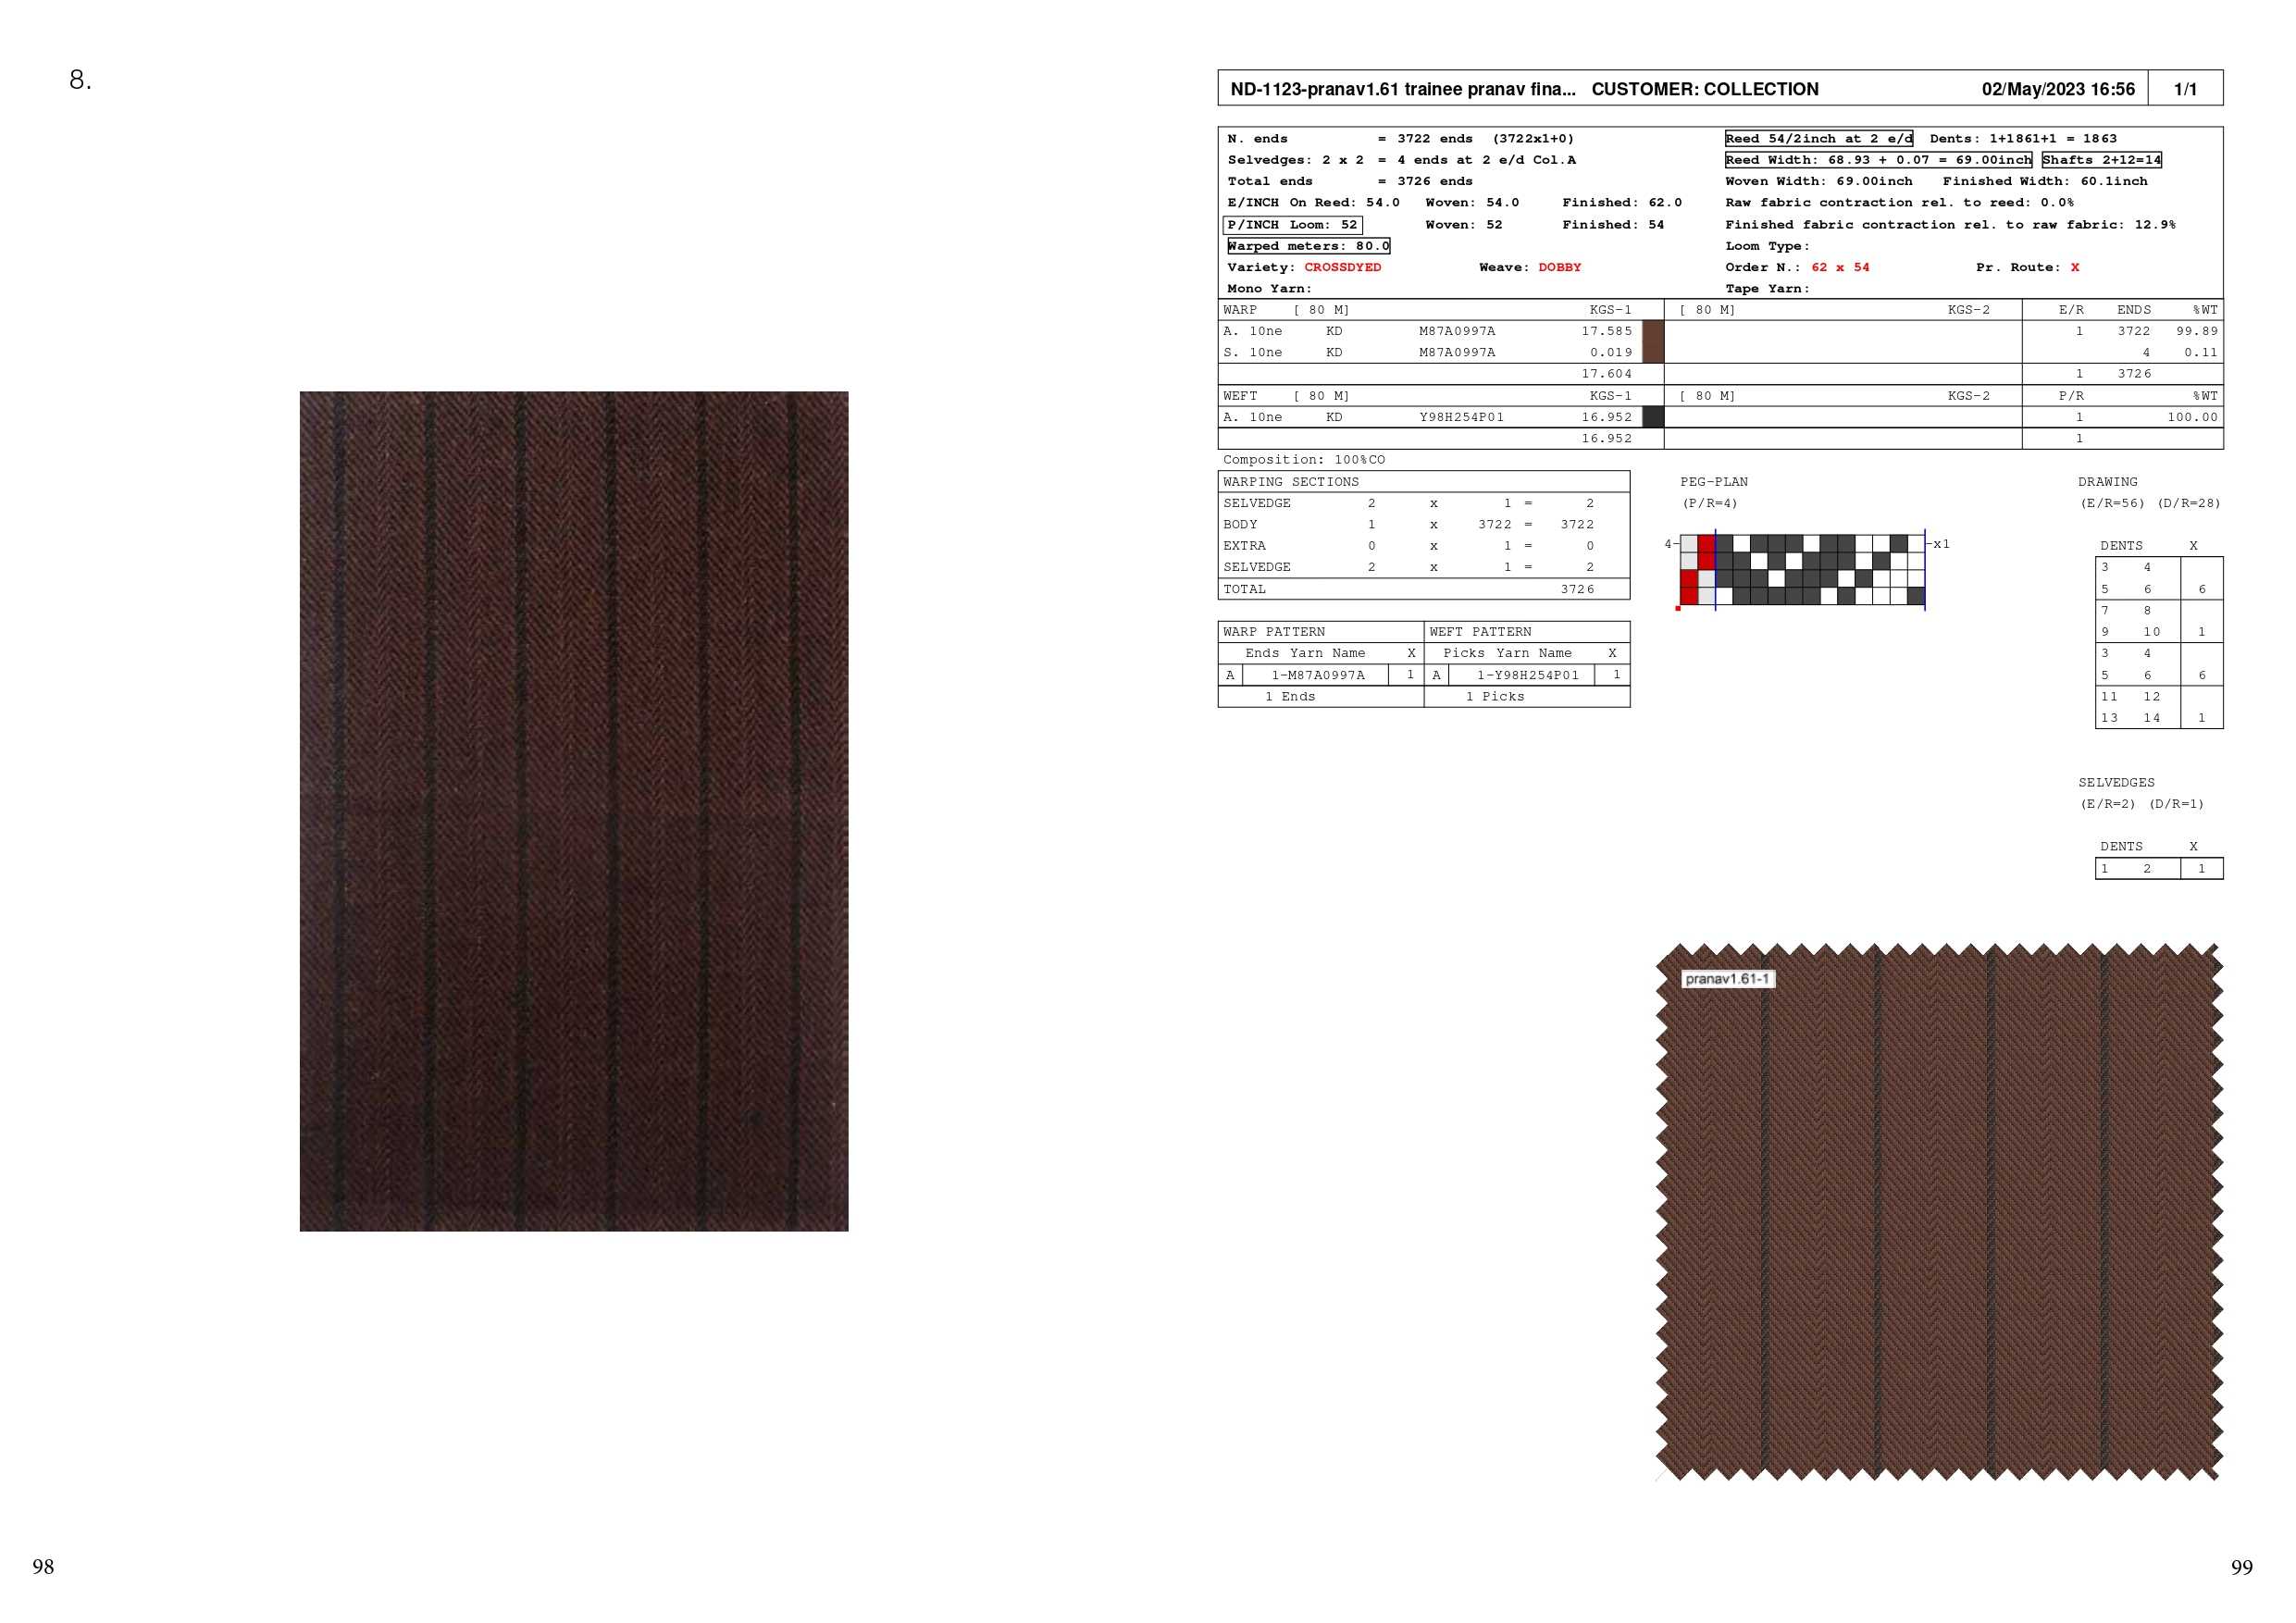 8.
ND-1123-pranav1.61 trainee pranav fina... CUSTOMER: COLLECTION 02/May/2023 16:56 1/1
N. ends = 3722 ends (3722x1+0) Reed 54/2inch at 2 e/d Dents: 1+1861+1 = 1863
Selvedges: 2 x 2 = 4 ends at 2 e/d Col.A Reed Width: 68.93 + 0.07 = 69.00inch Shafts 2+12=14
Total ends = 3726 ends Woven Width: 69.00inch Finished Width: 60.1inch
E/INCH On Reed: 54.0 Woven: 54.0 Finished: 62.0 Raw fabric contraction rel. to reed: 0.0%
P/INCH Loom: 52 Woven: 52 Finished: 54 Finished fabric contraction rel. to raw fabric: 12.9%
Warped meters: 80.0 Loom Type:
Variety: CROSSDYED Weave: DOBBY Order N.: 62 x 54 Pr. Route: X
Mono Yarn: Tape Yarn:
WARP [ 80 M] KGS-1 [ 80 M] KGS-2 E/R ENDS %WT
A. 10ne KD M87A0997A 17.585 1 3722 99.89
S. 10ne KD M87A0997A 0.019 4 0.11
17.604 1 3726
WEFT [ 80 M] KGS-1 [ 80 M] KGS-2 P/R %WT
A. 10ne KD Y98H254P01 16.952 1 100.00
16.952 1
Composition: 100%CO
WARPING SECTIONS
SELVEDGE 2 x 1 = 2
BODY 1 x 3722 = 3722
EXTRA 0 x 1 = 0
SELVEDGE 2 x 1 = 2
TOTAL 3726
WARP PATTERN WEFT PATTERN
Ends Yarn Name X Picks Yarn Name X
A 1-M87A0997A 1 A 1-Y98H254P01 1
1 Ends 1 Picks
PEG-PLAN
(P/R=4)
4- -x1
DRAWING
(E/R=56) (D/R=28)
DENTS X
3 4
5 6 6
7 8
9 10 1
3 4
5 6 6
11 12
13 14 1
SELVEDGES
(E/R=2) (D/R=1)
DENTS X
1 2 1
pranav1.61-1
98
99